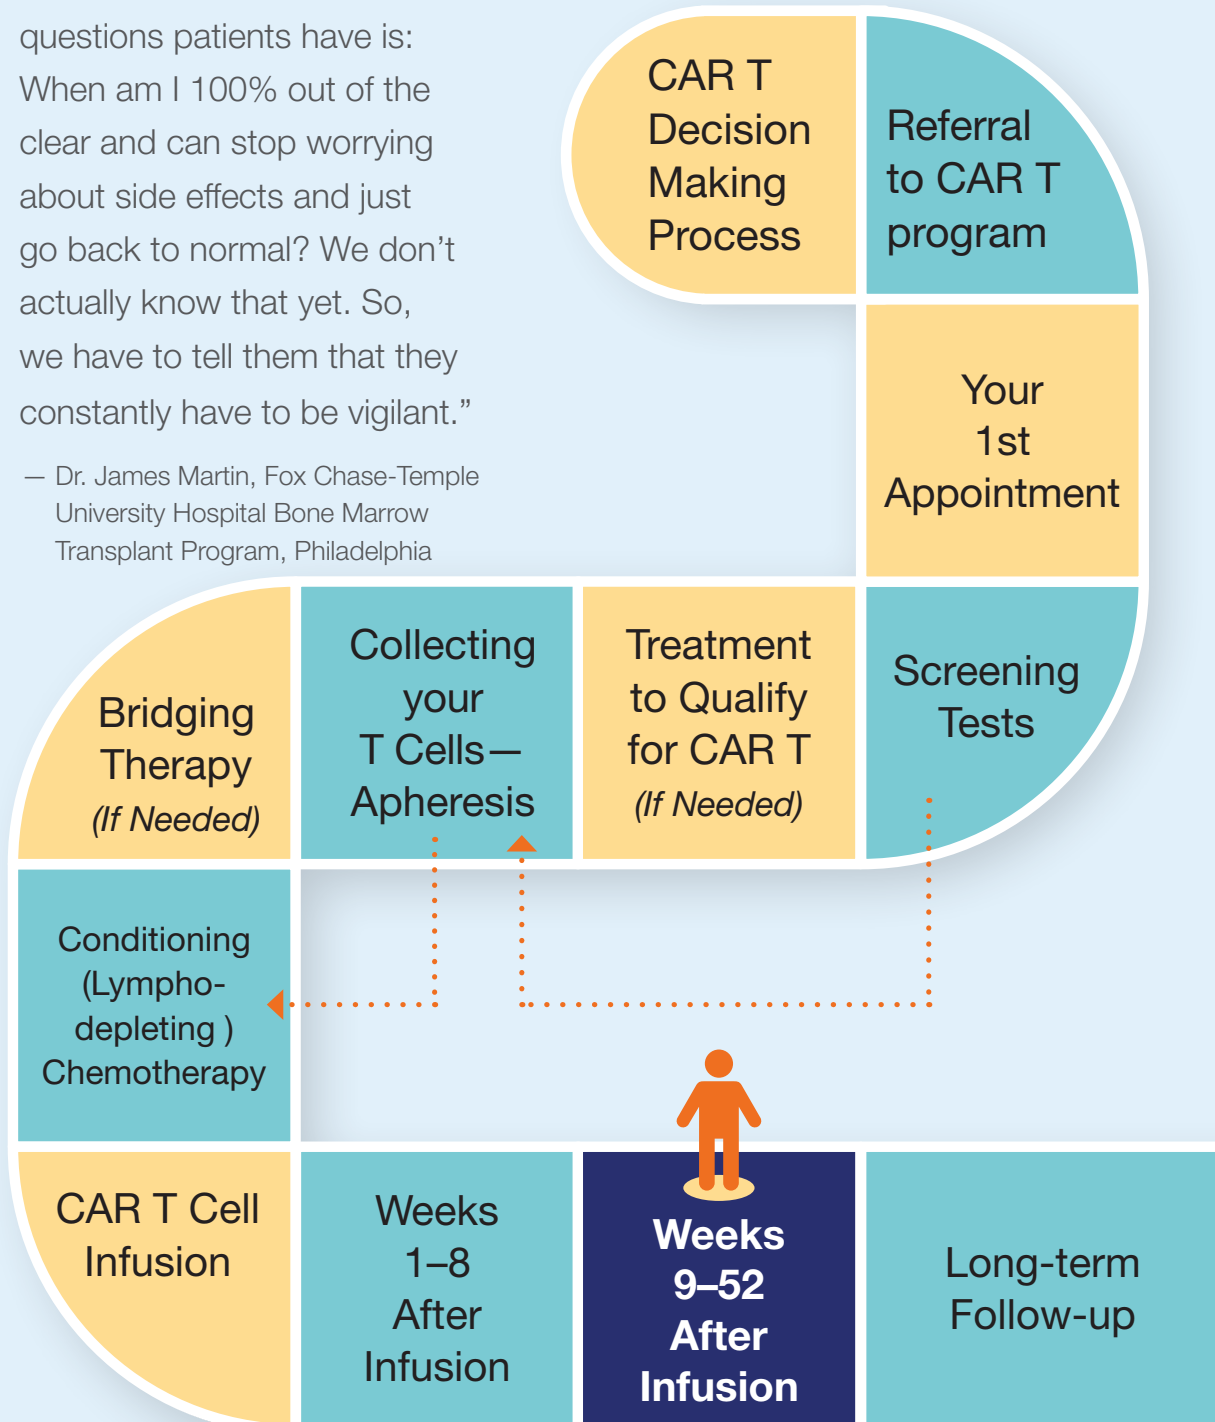 questions patients have is:
When am I 100% out of the
clear and can stop worrying
about side effects and just
go back to normal? We don’t
actually know that yet. So,
we have to tell them that they
constantly have to be vigilant.”
— Dr. James Martin, Fox Chase-Temple
University Hospital Bone Marrow
Transplant Program, Philadelphia
CAR T
Decision
Making
Process
Referral
to CAR T
program
Your
1st
Appointment
Screening
Tests
Treatment
to Qualify
for CAR T
(If Needed)
Collecting
your
T Cells—
Apheresis
Bridging
Therapy
(If Needed)
Conditioning
(Lympho-
depleting )
Chemotherapy
CAR T Cell
Infusion
Weeks
1–8
After
Infusion
Weeks
9–52
After
Infusion
Long-term
Follow-up